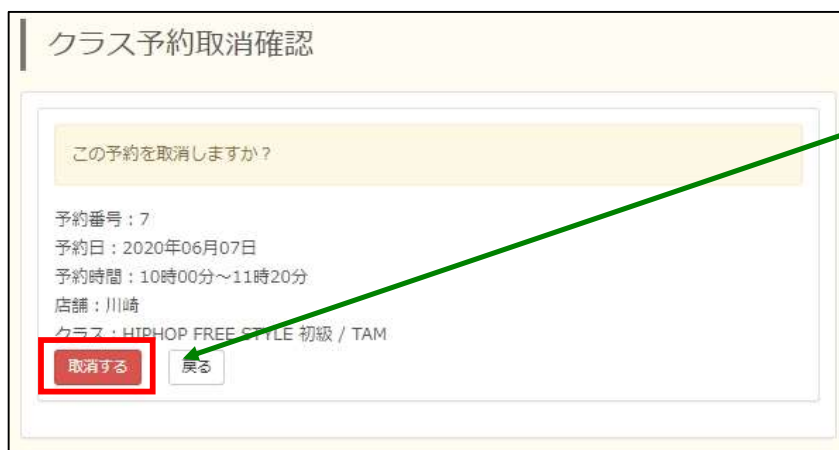 クラス予約取消確認
この予約を取消しますか？
予約番号：7
予約日：2020年06月07日
予約時間：10時00分～11時20分
店舗：川崎
クラス：HIPHOP FREE STYLE 初級 / TAM
取消する
戻る